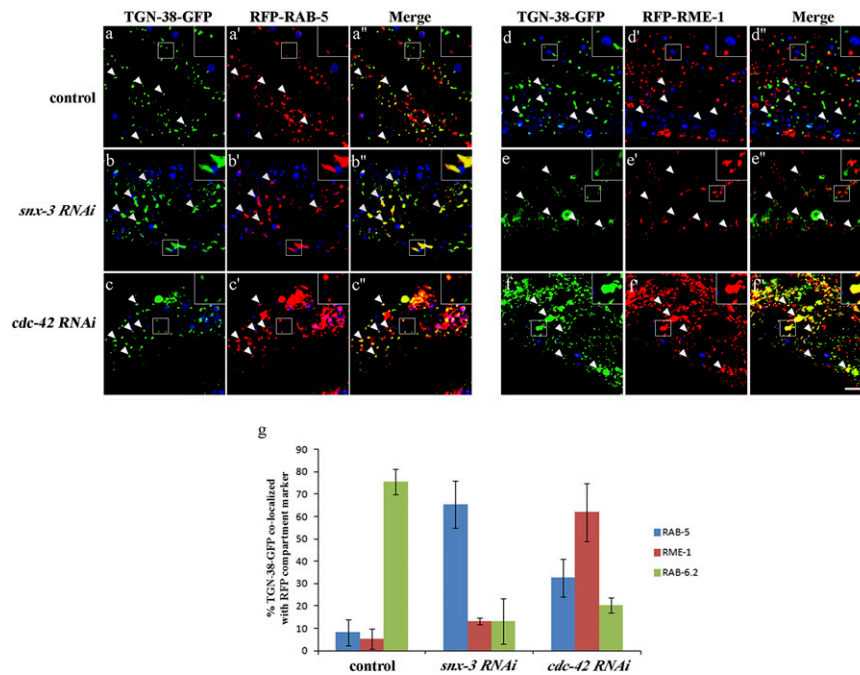 TGN-38-GFP RFP-RAB-5 Merge TGN-38-GFP RFP-RME-1 Merge
control a a' a" d d' d"
snx-3 RNAi b b' b" e e' e"
cdc-42 RNAi c c' c" f f' f"
g
% TGN-38-GFP co-localized
with RFP compartment marker
90
80
70
60
50
40
30
20
10
0
control snx-3 RNAi cdc-42 RNAi
RAB-5
RME-1
RAB-6.2